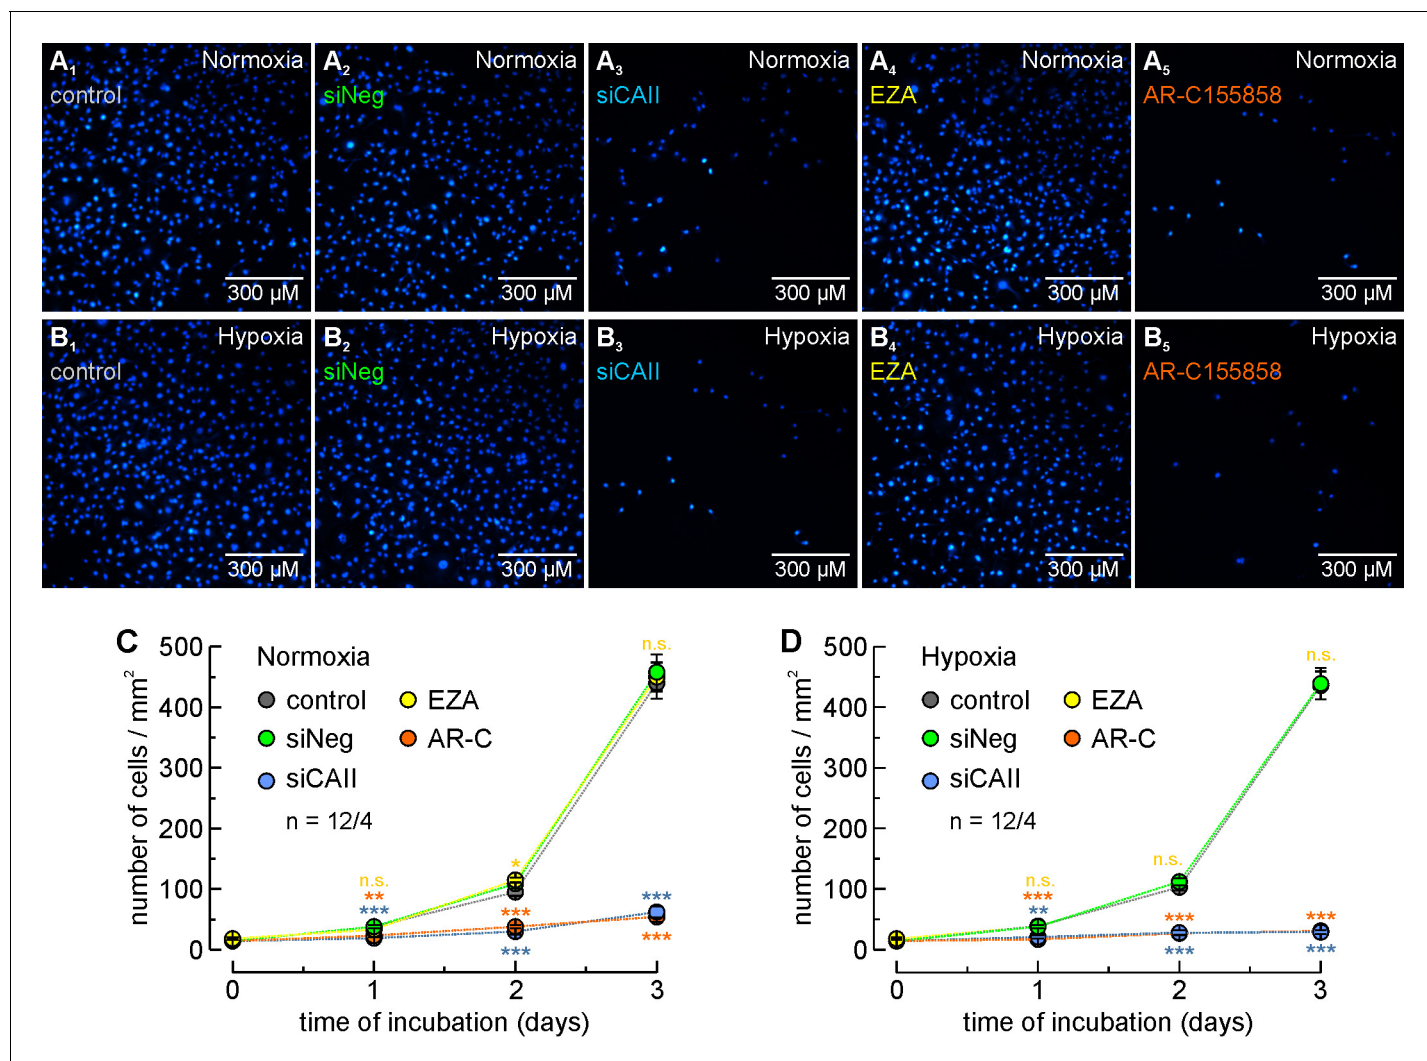 A1 Normoxia
control
300 µM
A2 Normoxia
siNeg
300 µM
A3 Normoxia
siCAII
300 µM
A4 Normoxia
EZA
300 µM
A5 Normoxia
AR-C155858
300 µM
B1 Hypoxia
control
300 µM
B2 Hypoxia
siNeg
300 µM
B3 Hypoxia
siCAII
300 µM
B4 Hypoxia
EZA
300 µM
B5 Hypoxia
AR-C155858
300 µM
C
number of cells / mm²
500
400
300
200
100
0
Normoxia
control
EZA
siNeg
AR-C
siCAII
n = 12/4
n.s.
**
***
*
***
***
n.s.
***
***
0 1 2 3
time of incubation (days)
D
number of cells / mm²
500
400
300
200
100
0
Hypoxia
control
EZA
siNeg
AR-C
siCAII
n = 12/4
n.s.
***
**
n.s.
***
***
n.s.
***
***
0 1 2 3
time of incubation (days)